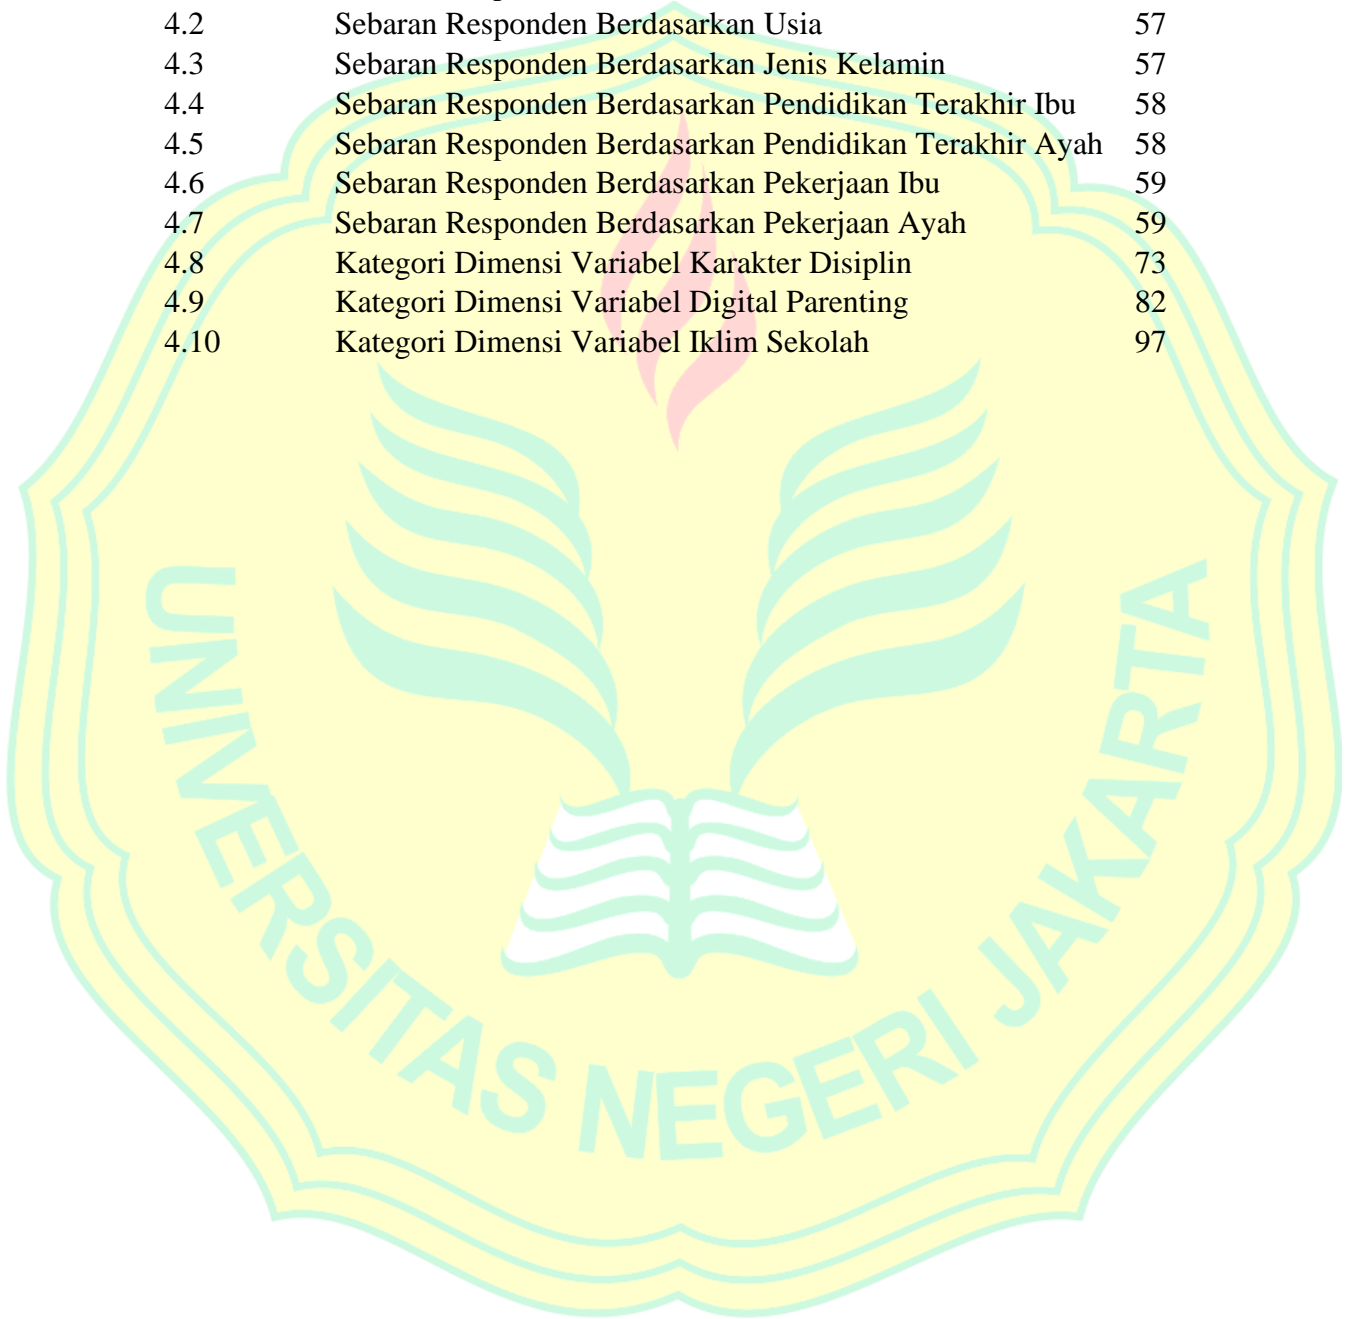 4.2 Sebaran Responden Berdasarkan Usia 57
4.3 Sebaran Responden Berdasarkan Jenis Kelamin 57
4.4 Sebaran Responden Berdasarkan Pendidikan Terakhir Ibu 58
4.5 Sebaran Responden Berdasarkan Pendidikan Terakhir Ayah 58
4.6 Sebaran Responden Berdasarkan Pekerjaan Ibu 59
4.7 Sebaran Responden Berdasarkan Pekerjaan Ayah 59
4.8 Kategori Dimensi Variabel Karakter Disiplin 73
4.9 Kategori Dimensi Variabel Digital Parenting 82
4.10 Kategori Dimensi Variabel Iklim Sekolah 97
UNIVERSITAS NEGERI JAKARTA